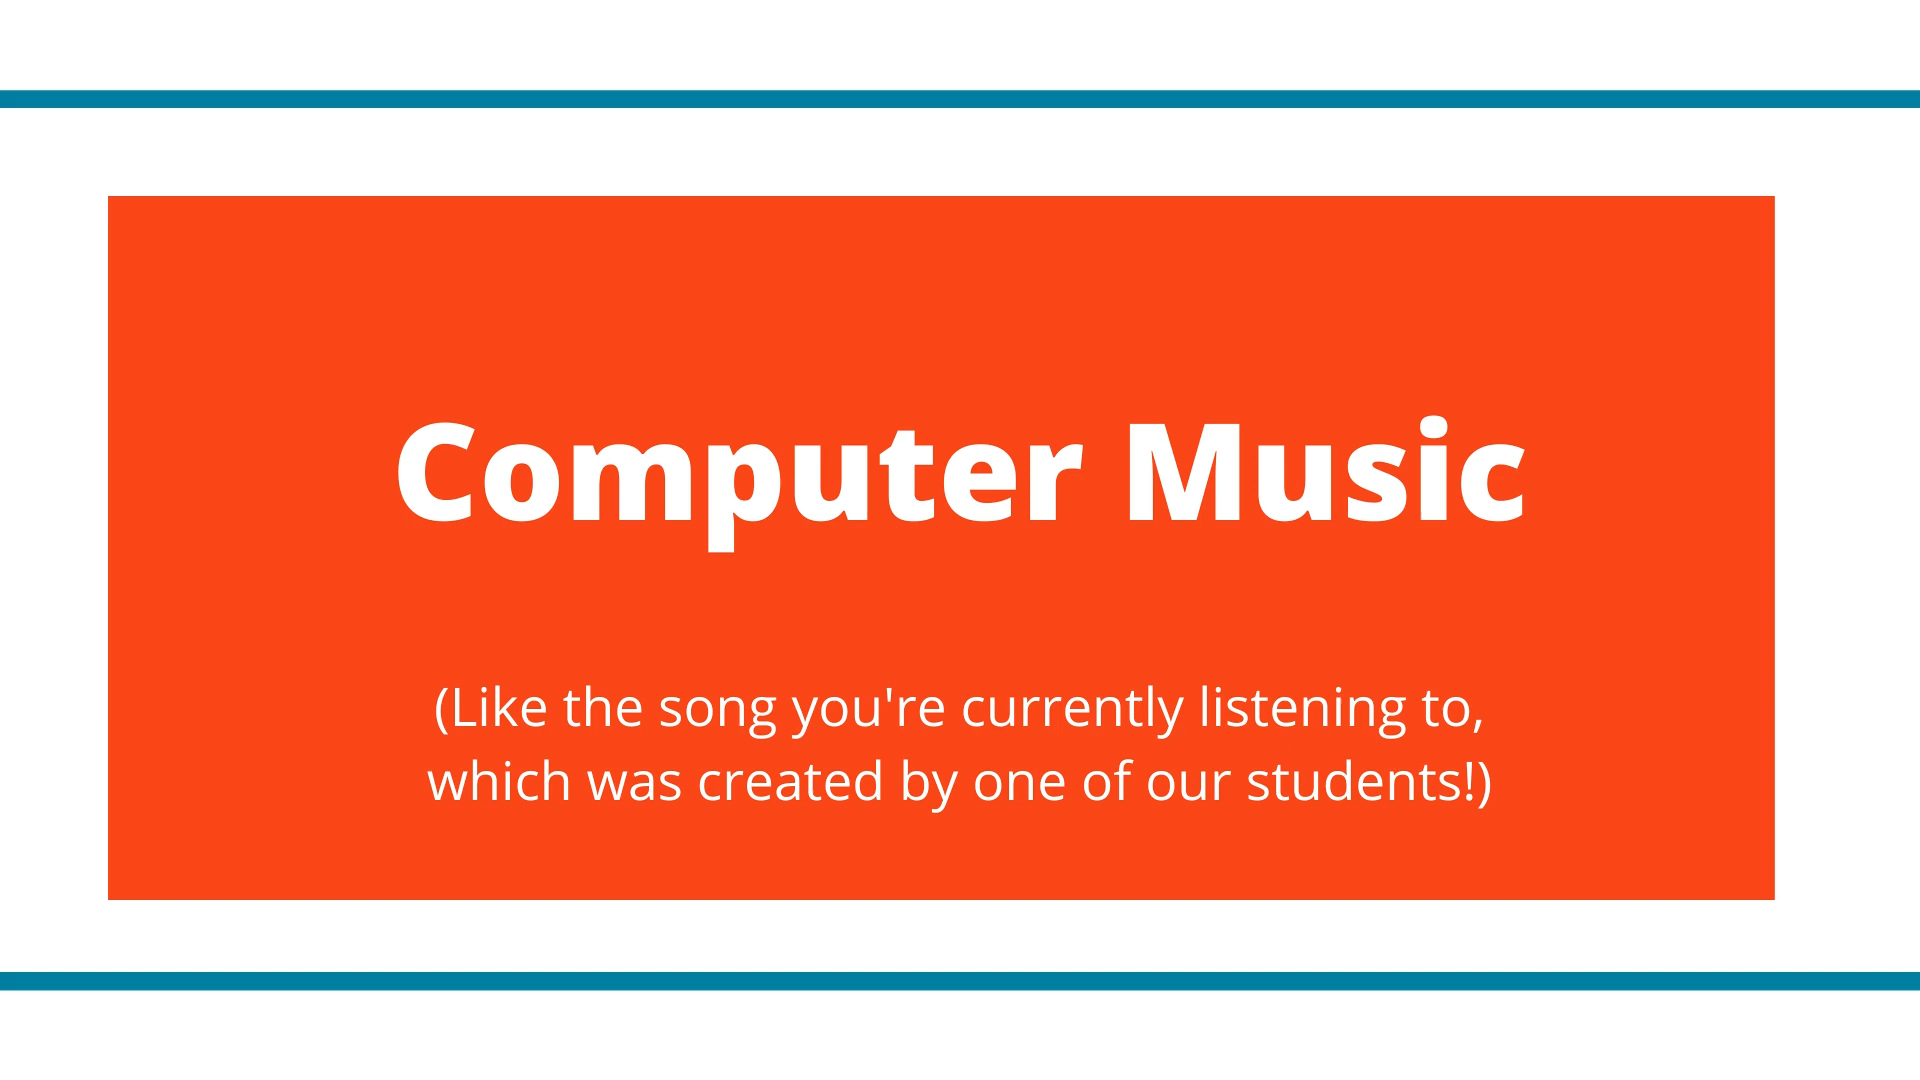 Computer Music
(Like the song you're currently listening to,
which was created by one of our students!)